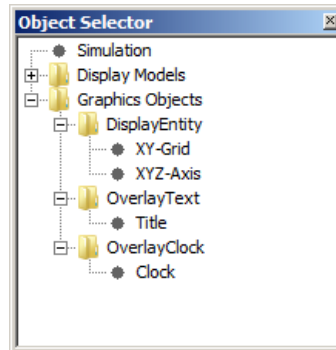 Object Selector
Simulation
Display Models
Graphics Objects
DisplayEntity
XY-Grid
XYZ-Axis
OverlayText
Title
OverlayClock
Clock